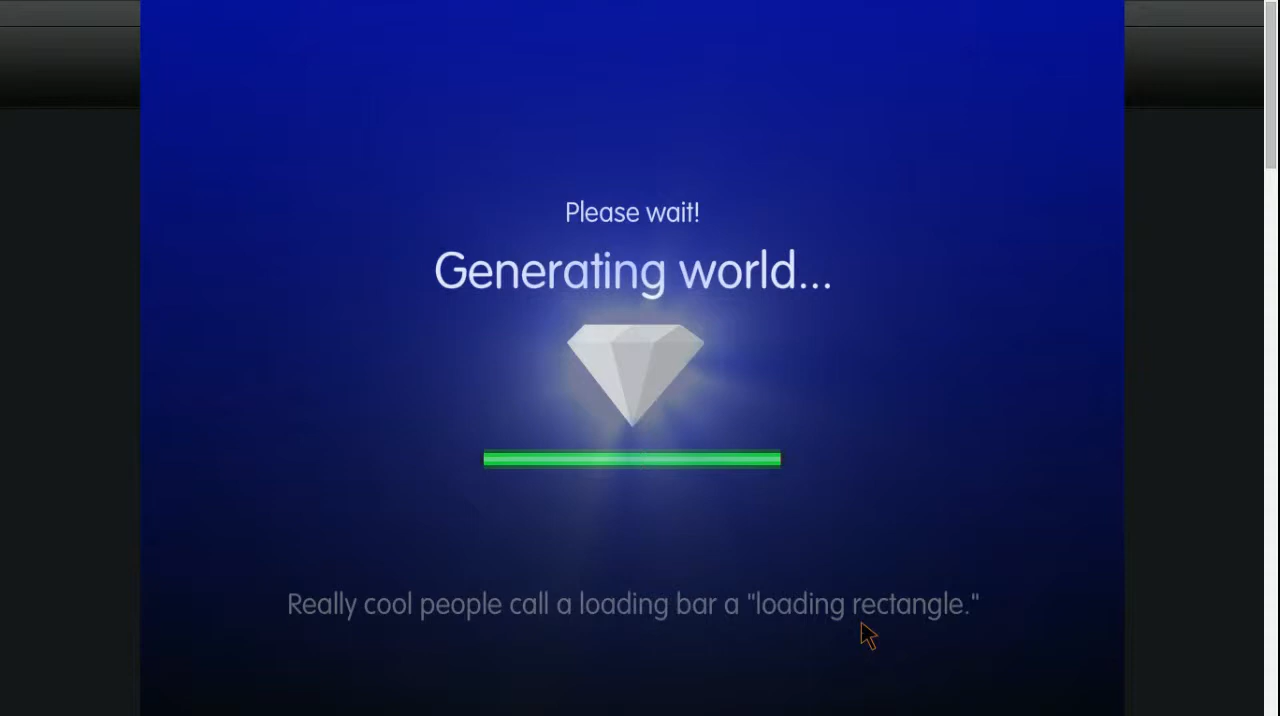 Please wait!
Generating world...
Really cool people call a loading bar a "loading rectangle."